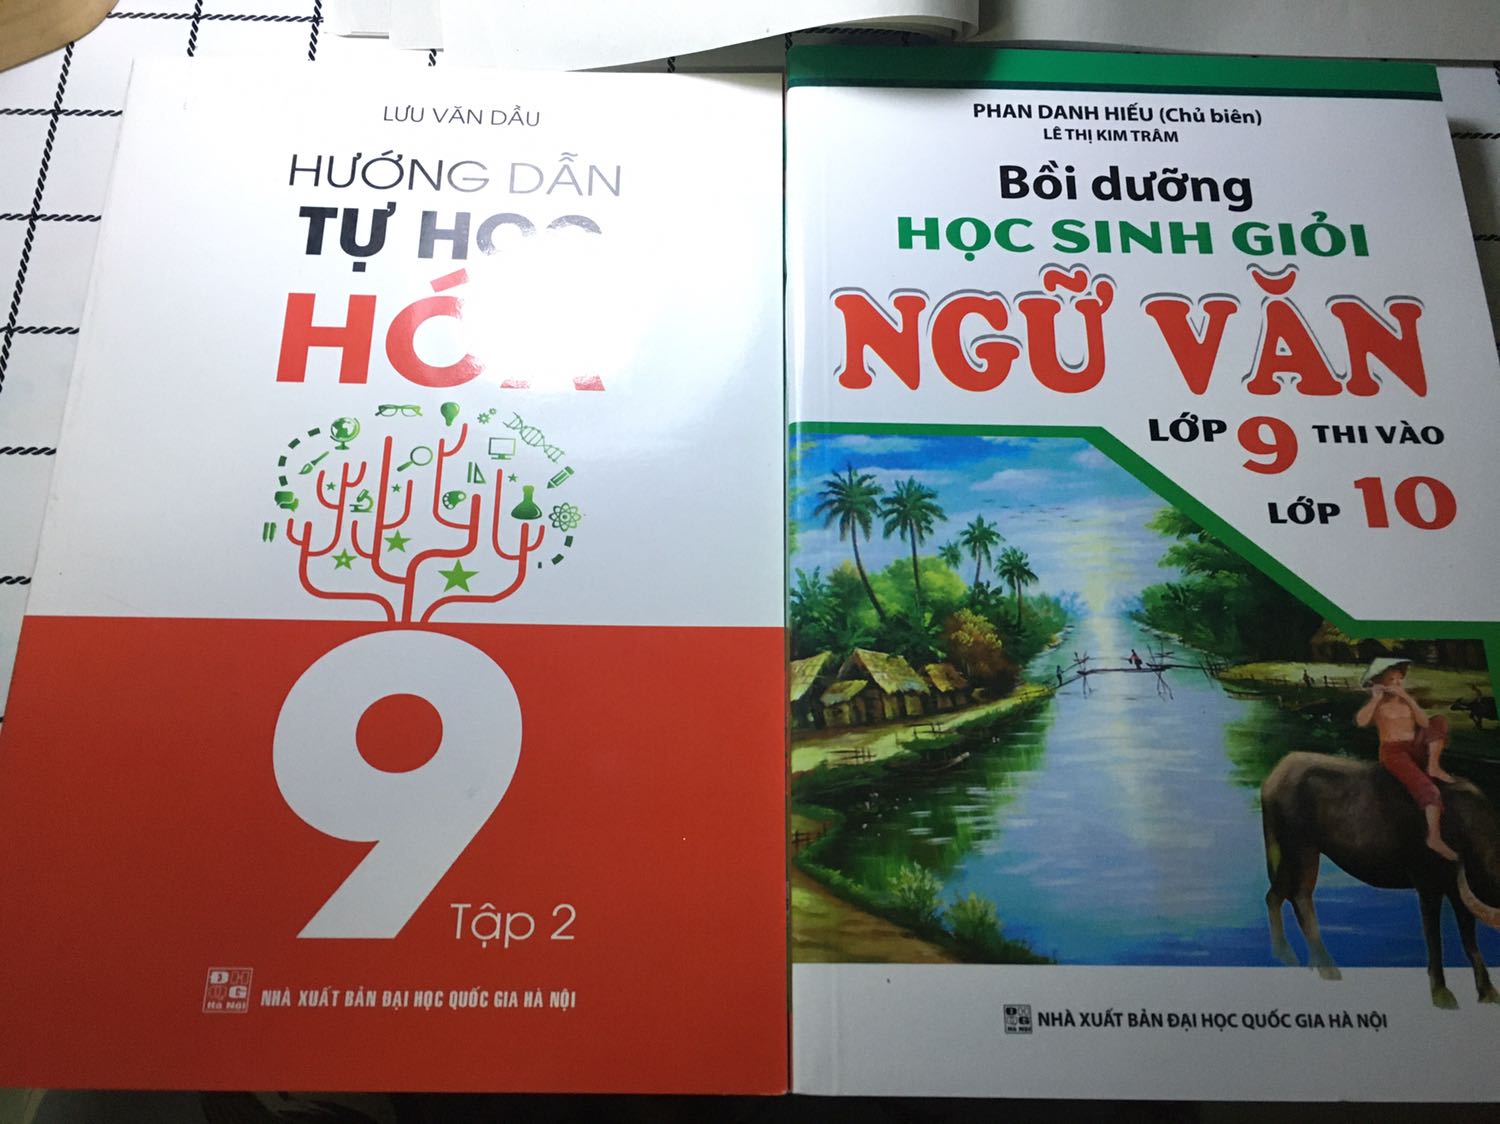 LƯU VĂN DẦU
HƯỚNG DẪN
TỰ HỌC
HÓA
9
Tập 2
NHÀ XUẤT BẢN ĐẠI HỌC QUỐC GIA HÀ NỘI
PHAN DANH HIẾU (Chủ biên)
LÊ THỊ KIM TRÂM
Bồi dưỡng
HỌC SINH GIỎI
NGỮ VĂN
LỚP 9 THI VÀO
LỚP 10
NHÀ XUẤT BẢN ĐẠI HỌC QUỐC GIA HÀ NỘI